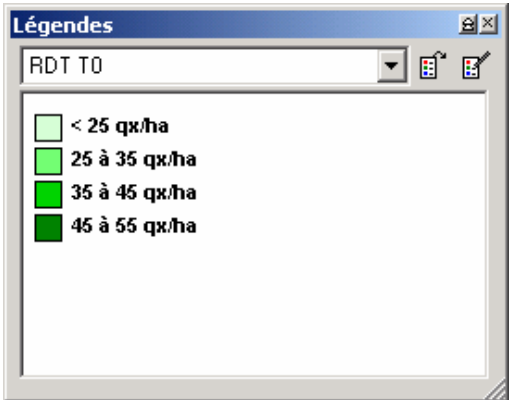 Légendes
RDT T0
< 25 qx/ha
25 à 35 qx/ha
35 à 45 qx/ha
45 à 55 qx/ha